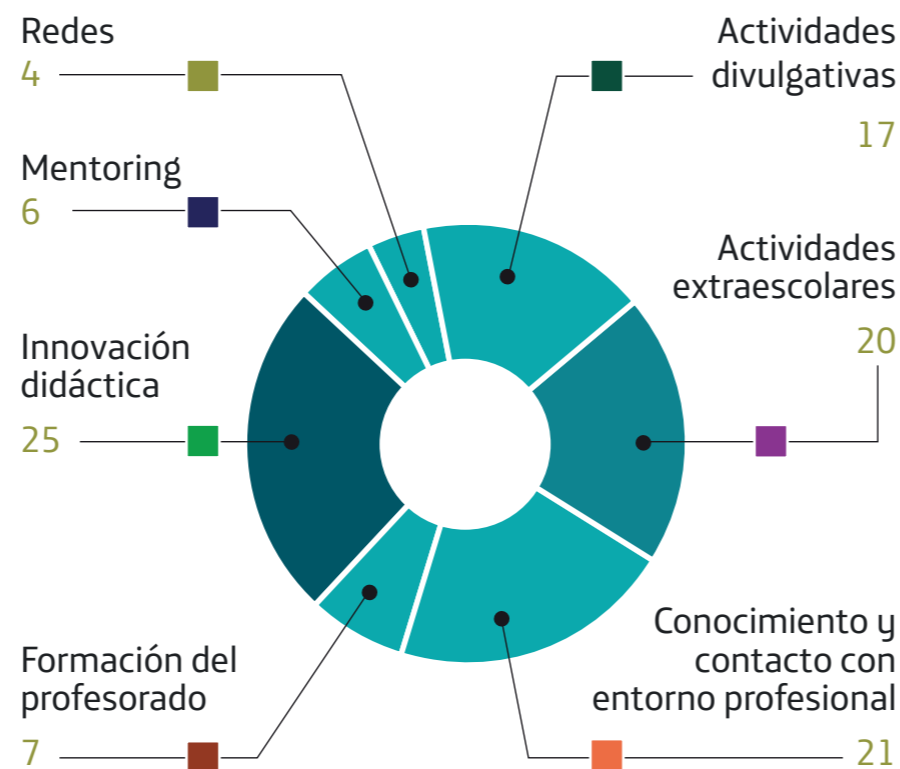 Redes
4
Mentoring
6
Innovación
didáctica
25
Formación del
profesorado
7
Actividades
divulgativas
17
Actividades
extraescolares
20
Conocimiento y
contacto con
entorno profesional
21